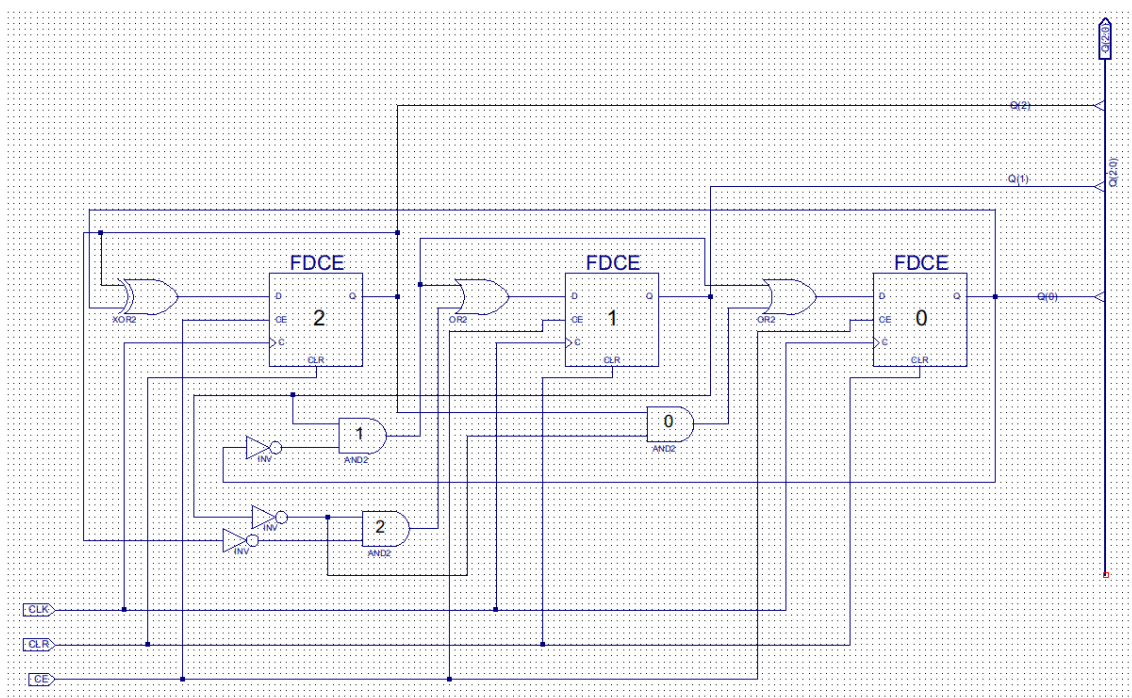 Q(2:0)
Q(2)
Q(2:0)
Q(1)
FDCE
FDCE
FDCE
D
Q
D
Q
D
Q
Q(0)
XOR2
CE
2
OR2
CE
1
OR2
CE
0
C
C
C
CLR
CLR
CLR
1
0
INV
AND2
AND2
2
INV
INV
AND2
CLK
CLR
CE